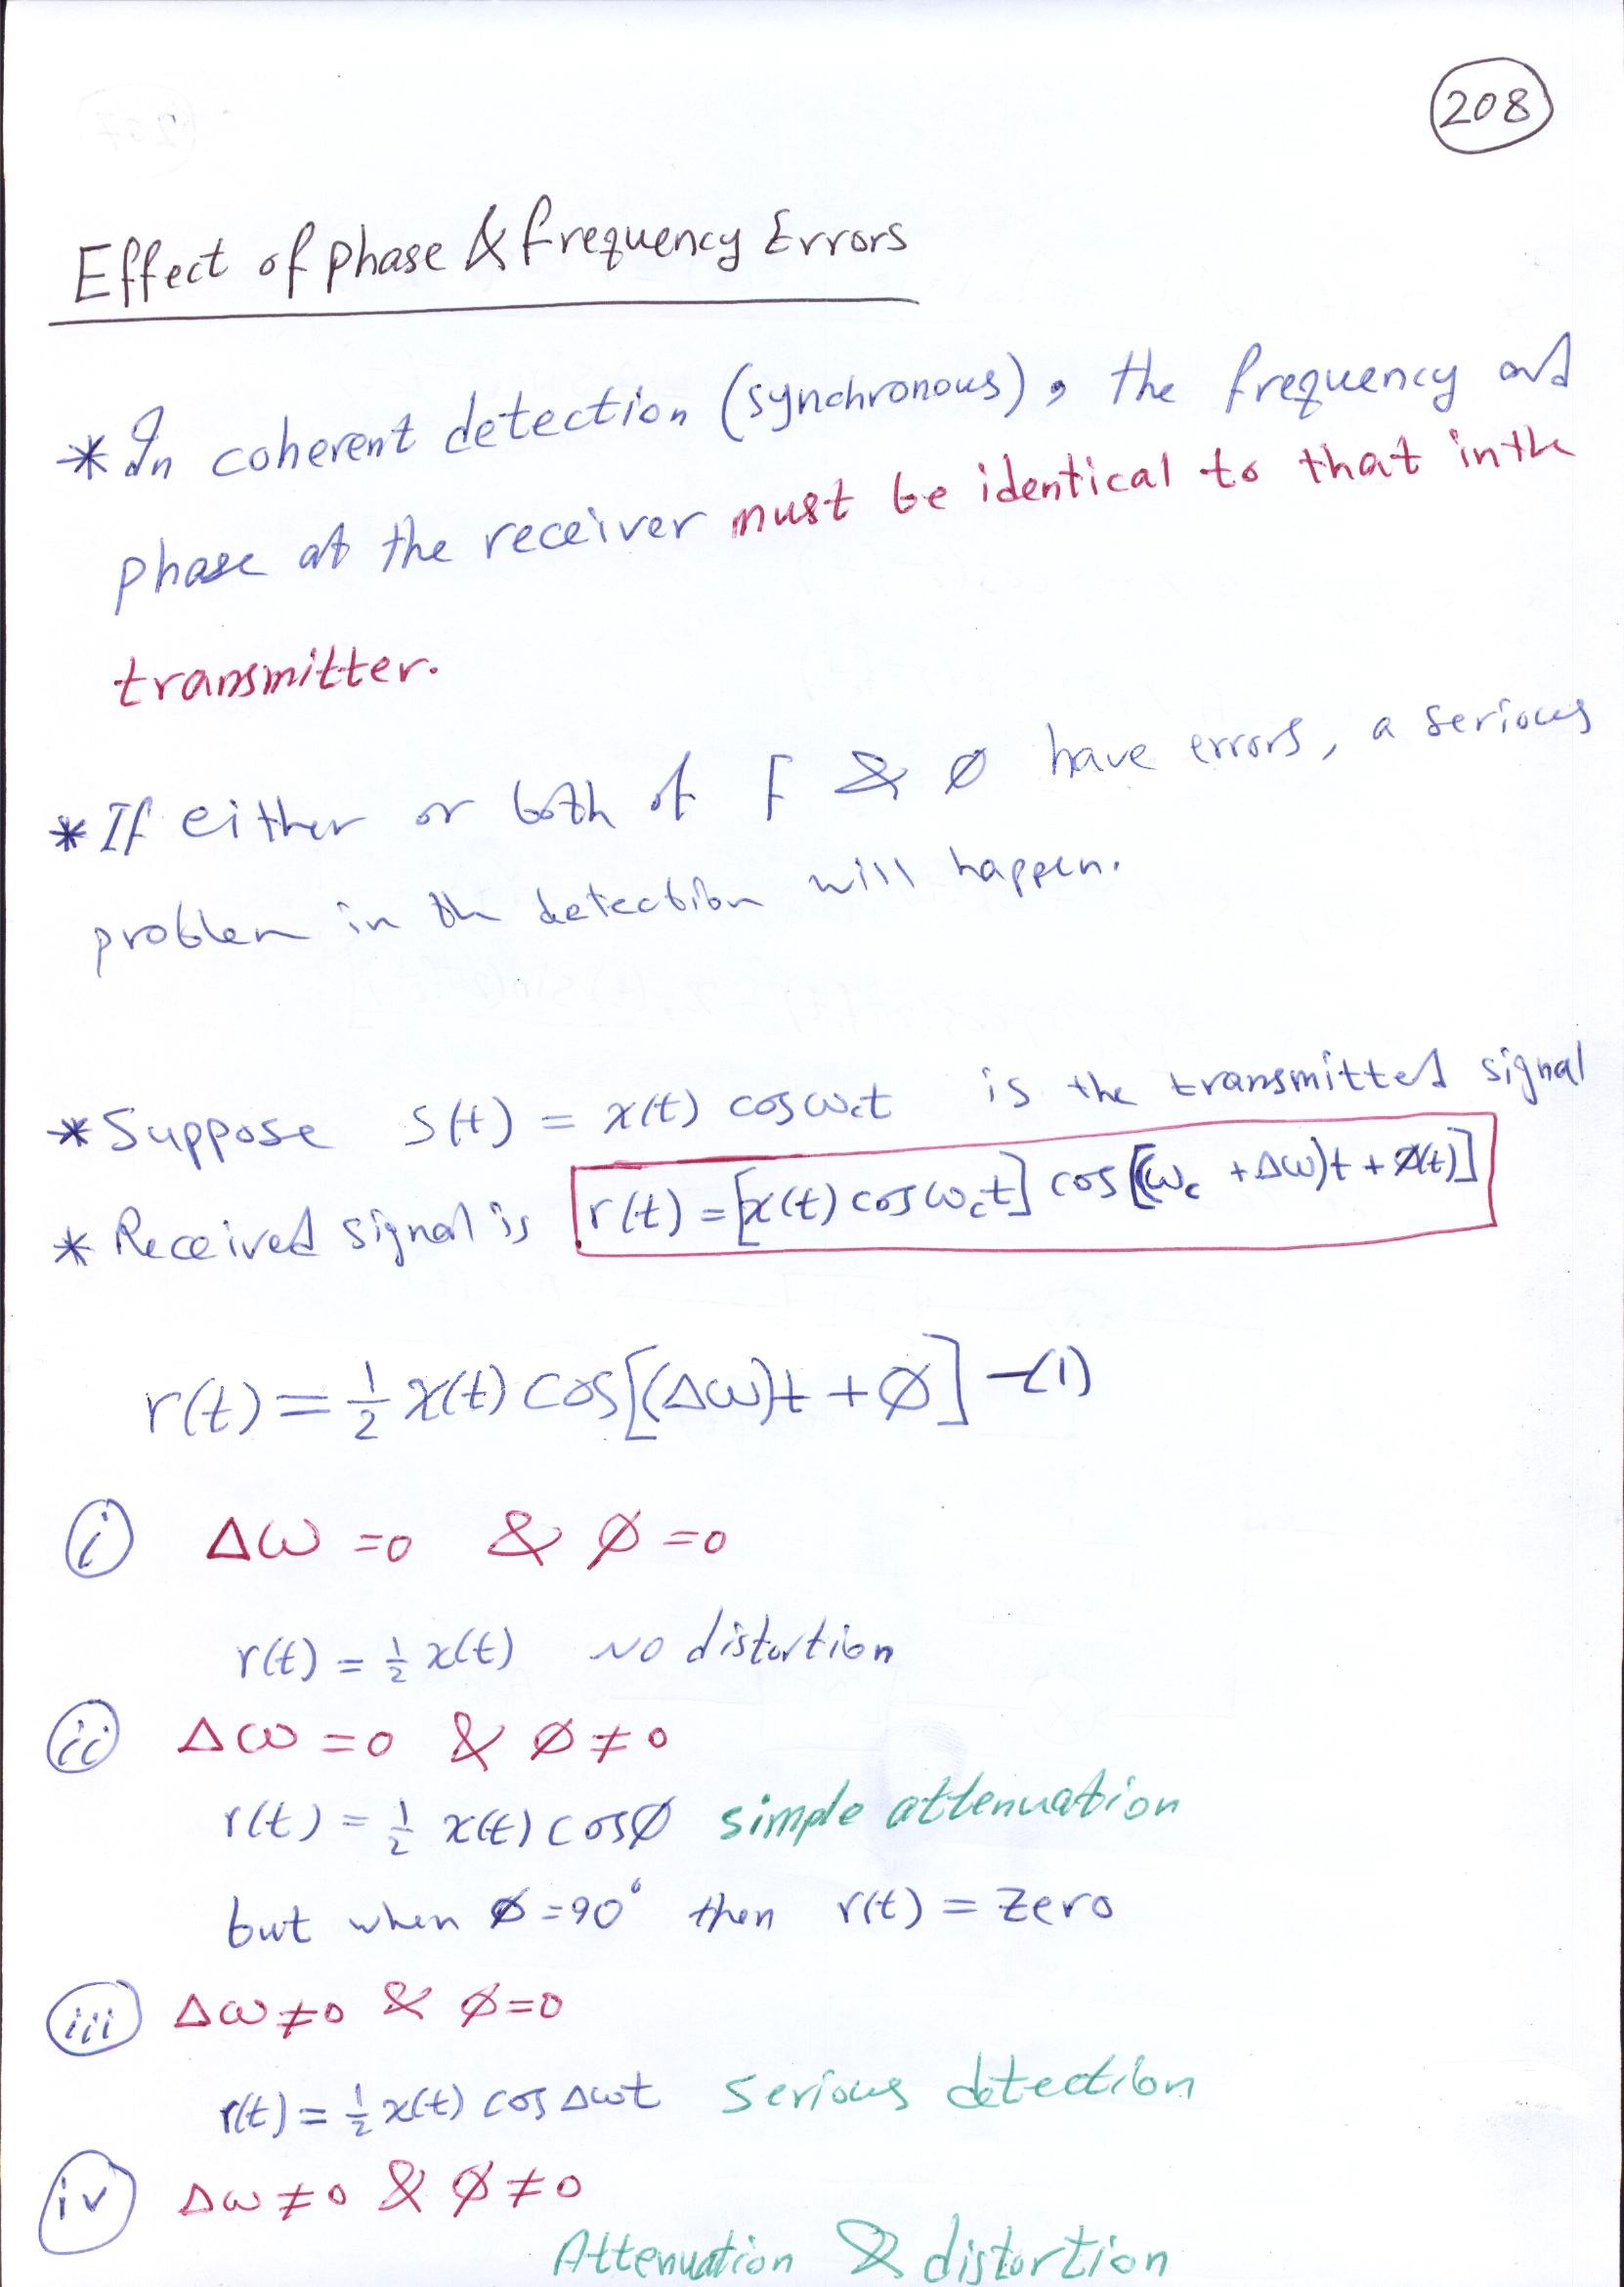 208
Effect of phase & frequency Errors
* In coherent detection (synchronous), the frequency and
phase at the receiver must be identical to that in the
transmitter.
* If either or both of F & Ø have errors, a serious
problem in the detection will happen.
* Suppose S(t) = x(t) cos ωct is the transmitted signal
* Received signal is r(t) = [x(t) cos ωct] cos [(ωc + Δω)t + Ø(t)]
r(t) = 1/2 x(t) cos[(Δω)t + Ø] —(1)
i Δω = 0 & Ø = 0
r(t) = 1/2 x(t) No distortion
ii Δω = 0 & Ø ≠ 0
r(t) = 1/2 x(t) cosØ simple attenuation
but when Ø = 90° then r(t) = Zero
iii Δω ≠ 0 & Ø = 0
r(t) = 1/2 x(t) cos Δωt Serious detection
iv Δω ≠ 0 & Ø ≠ 0
Attenuation & distortion